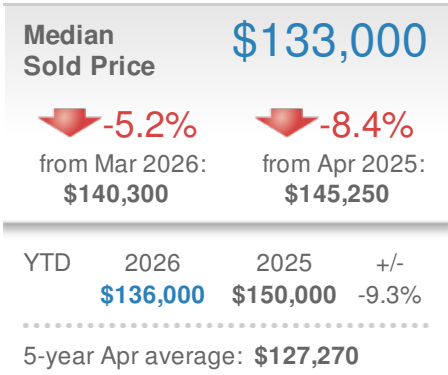 Median
Sold Price
$133,000
-5.2%
from Mar 2026:
$140,300
-8.4%
from Apr 2025:
$145,250
YTD 2026 2025 +/-
$136,000 $150,000 -9.3%
5-year Apr average: $127,270